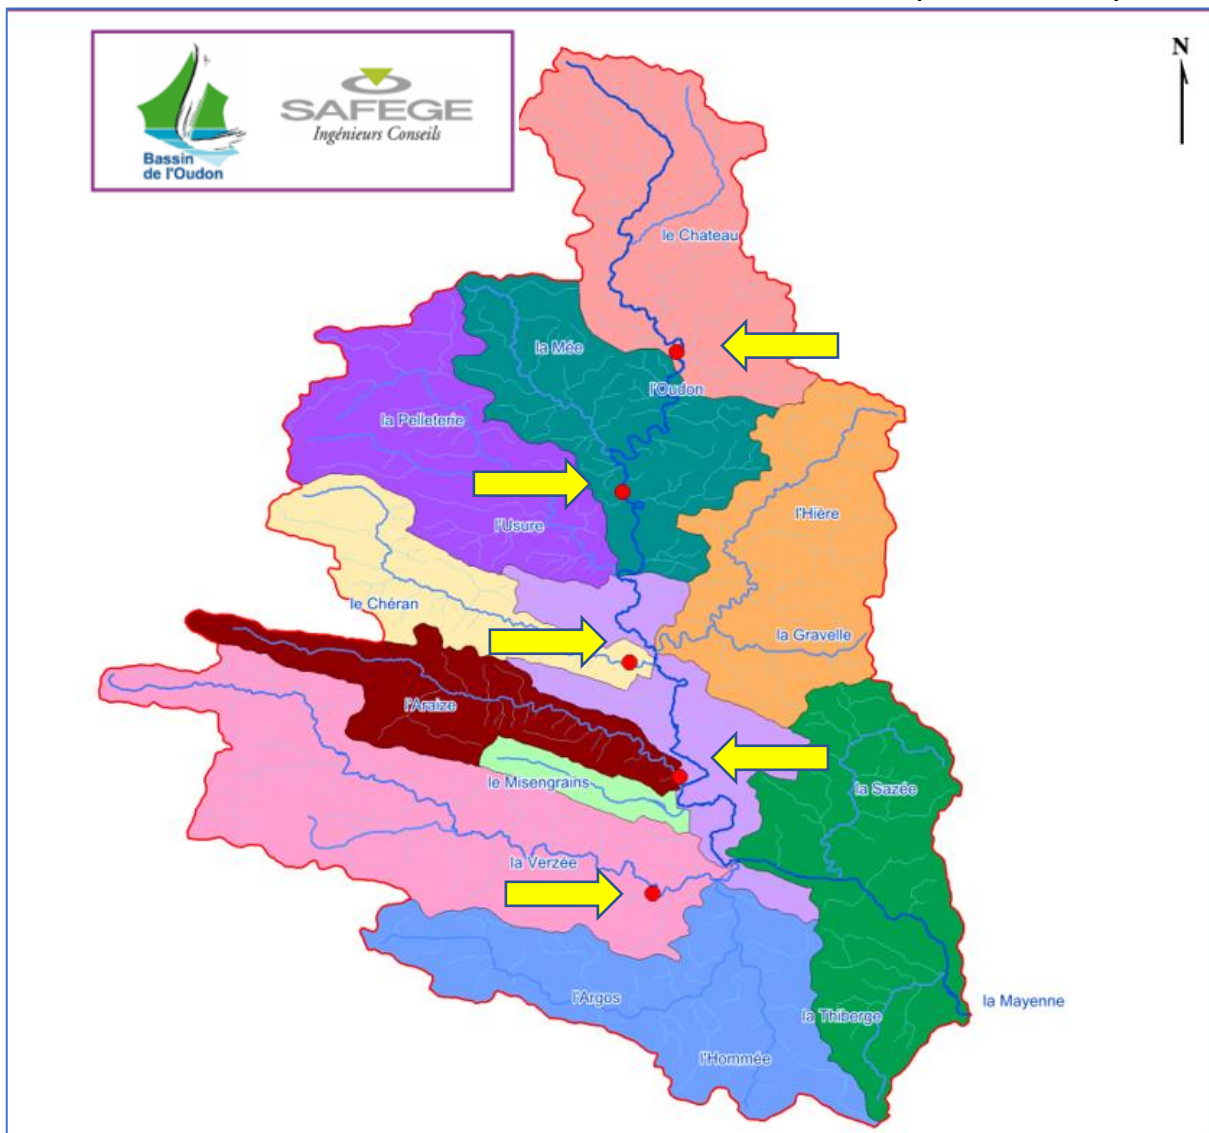 N
SAFEGE
Ingénieurs Conseils
Bassin
de l'Oudon
le Chateau
la Mée
l'Oudon
la Pelleterie
l'Hière
l'Usure
le Chéran
la Gravelle
l'Araize
le Misengrains
la Sazée
la Verzée
l'Argos
la Mayenne
la Thiberge
l'Hommée